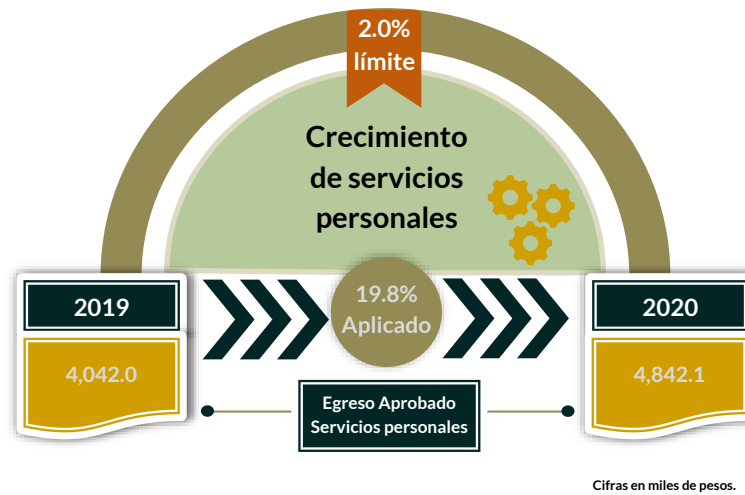 2.0%
límite
Crecimiento
de servicios
personales
2019
19.8%
Aplicado
2020
4,042.0
4,842.1
Egreso Aprobado
Servicios personales
Cifras en miles de pesos.